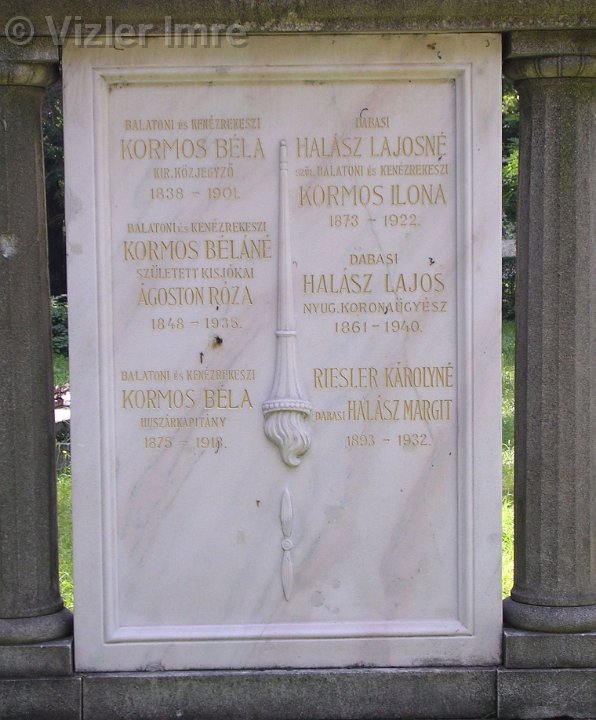 © Vizler Imre
BALATONI és KENÉZREKESZI
KORMOS BÉLA
KIR. KÖZJEGYZŐ
1838 - 1901.
BALATONI és KENÉZREKESZI
KORMOS BÉLÁNÉ
SZÜLETETT KISJÓKAI
ÁGOSTON RÓZA
1848 - 1935.
BALATONI és KENÉZREKESZI
KORMOS BÉLA
HUSZÁRKAPITÁNY
1875 - 1918.
DABASI
HALÁSZ LAJOSNÉ
SZÜL. BALATONI és KENÉZREKESZI
KORMOS ILONA
1873 - 1922.
DABASI
HALÁSZ LAJOS
NYUG. KORONAÜGYÉSZ
1861 - 1940.
RIESLER KÁROLYNÉ
DABASI HALÁSZ MARGIT
1893 - 1932.